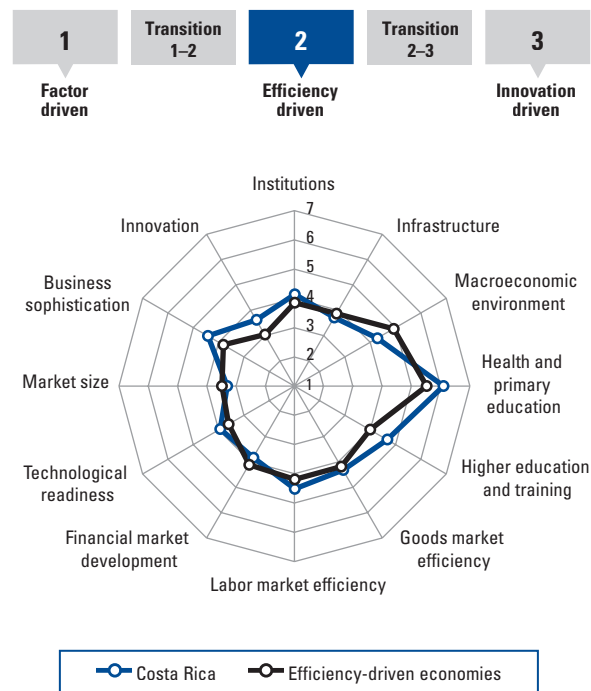 1
Transition
1–2
2
Transition
2–3
3
Factor
driven
Efficiency
driven
Innovation
driven
Institutions
7
Innovation
Infrastructure
6
5
Business
sophistication
Macroeconomic
environment
4
3
2
Market size
1
Health and
primary
education
Technological
readiness
Higher education
and training
Financial market
development
Goods market
efficiency
Labor market efficiency
Costa Rica
Efficiency-driven economies